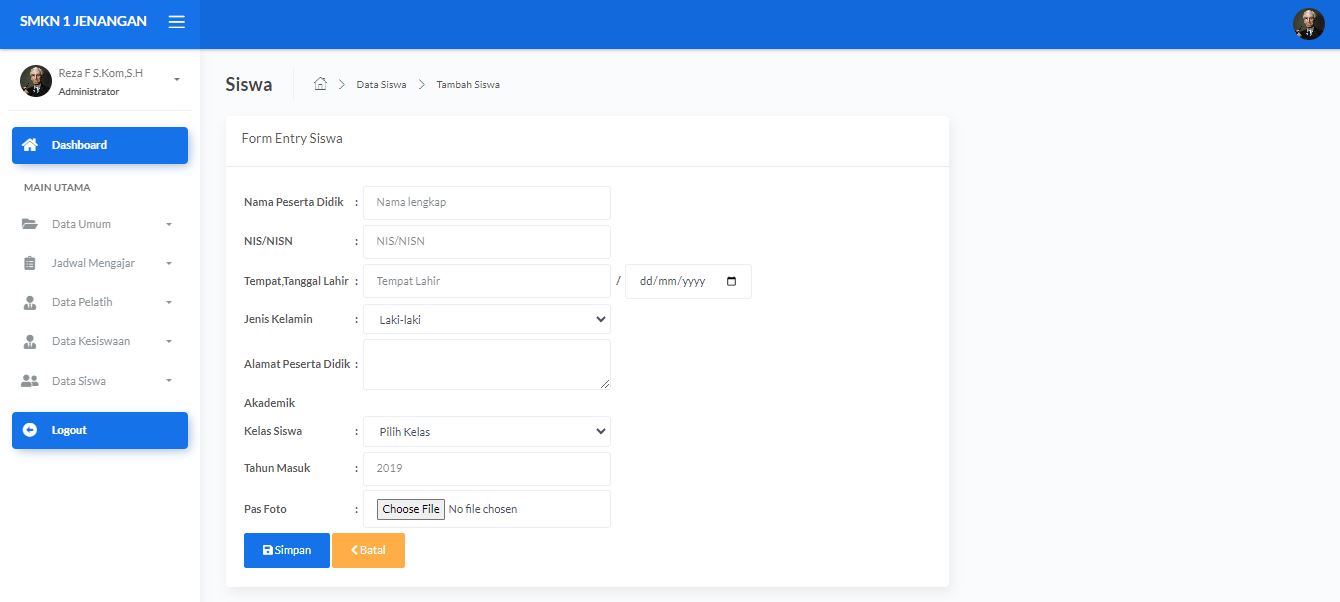 SMKN 1 JENANGAN
Reza F S.Kom,S.H
Administrator
Dashboard
MAIN UTAMA
Data Umum
Jadwal Mengajar
Data Pelatih
Data Kesiswaan
Data Siswa
Logout
Siswa
Data Siswa
Tambah Siswa
Form Entry Siswa
Nama Peserta Didik : Nama lengkap
NIS/NISN : NIS/NISN
Tempat,Tanggal Lahir : Tempat Lahir / dd/mm/yyyy
Jenis Kelamin : Laki-laki
Alamat Peserta Didik :
Akademik
Kelas Siswa : Pilih Kelas
Tahun Masuk : 2019
Pas Foto : Choose File No file chosen
Simpan Batal